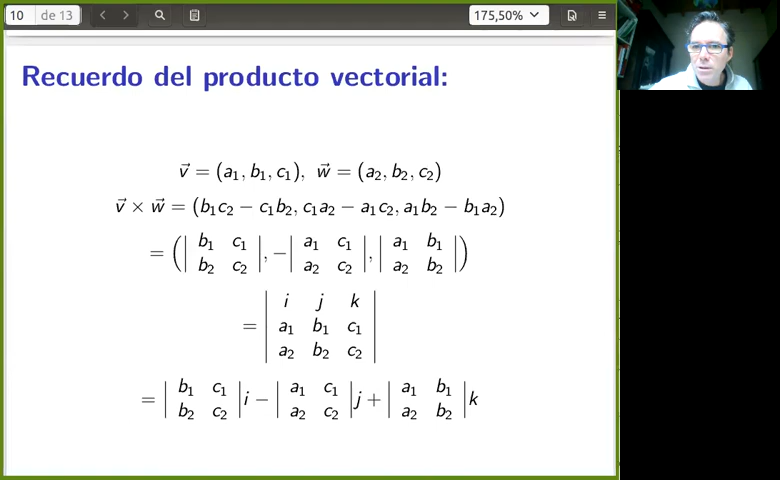 10 de 13 175,50%
Recuerdo del producto vectorial:
v⃗ = (a₁, b₁, c₁), w⃗ = (a₂, b₂, c₂)
v⃗ × w⃗ = (b₁c₂ − c₁b₂, c₁a₂ − a₁c₂, a₁b₂ − b₁a₂)
= (| b₁ c₁ |, −| a₁ c₁ |, | a₁ b₁ |)
| b₂ c₂ | | a₂ c₂ | | a₂ b₂ |
| i j k |
= | a₁ b₁ c₁ |
| a₂ b₂ c₂ |
= | b₁ c₁ | i − | a₁ c₁ | j + | a₁ b₁ | k
| b₂ c₂ | | a₂ c₂ | | a₂ b₂ |